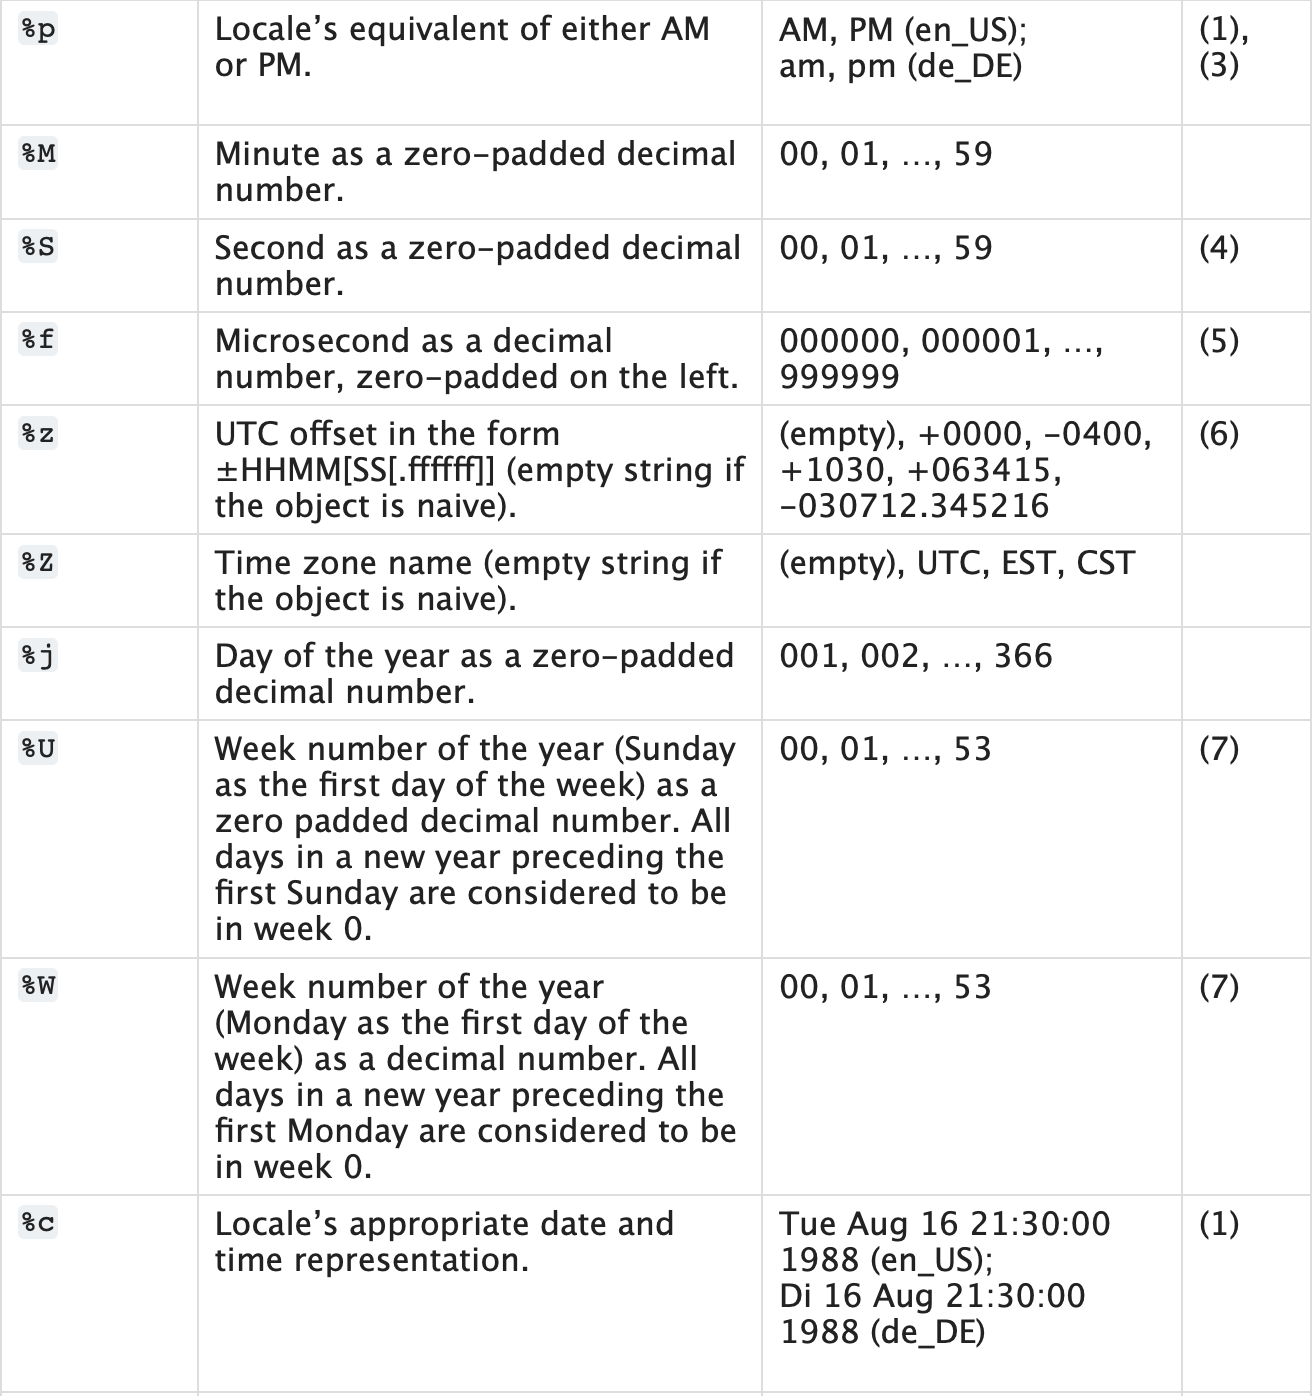 %p Locale’s equivalent of either AM AM, PM (en_US); (1),
or PM. am, pm (de_DE) (3)
%M Minute as a zero-padded decimal 00, 01, …, 59
number.
%S Second as a zero-padded decimal 00, 01, …, 59 (4)
number.
%f Microsecond as a decimal 000000, 000001, …, (5)
number, zero-padded on the left. 999999
%z UTC offset in the form (empty), +0000, -0400, (6)
±HHMM[SS[.ffffff]] (empty string if +1030, +063415,
the object is naive). -030712.345216
%Z Time zone name (empty string if (empty), UTC, EST, CST
the object is naive).
%j Day of the year as a zero-padded 001, 002, …, 366
decimal number.
%U Week number of the year (Sunday 00, 01, …, 53 (7)
as the first day of the week) as a
zero padded decimal number. All
days in a new year preceding the
first Sunday are considered to be
in week 0.
%W Week number of the year 00, 01, …, 53 (7)
(Monday as the first day of the
week) as a decimal number. All
days in a new year preceding the
first Monday are considered to be
in week 0.
%c Locale’s appropriate date and Tue Aug 16 21:30:00 (1)
time representation. 1988 (en_US);
Di 16 Aug 21:30:00
1988 (de_DE)